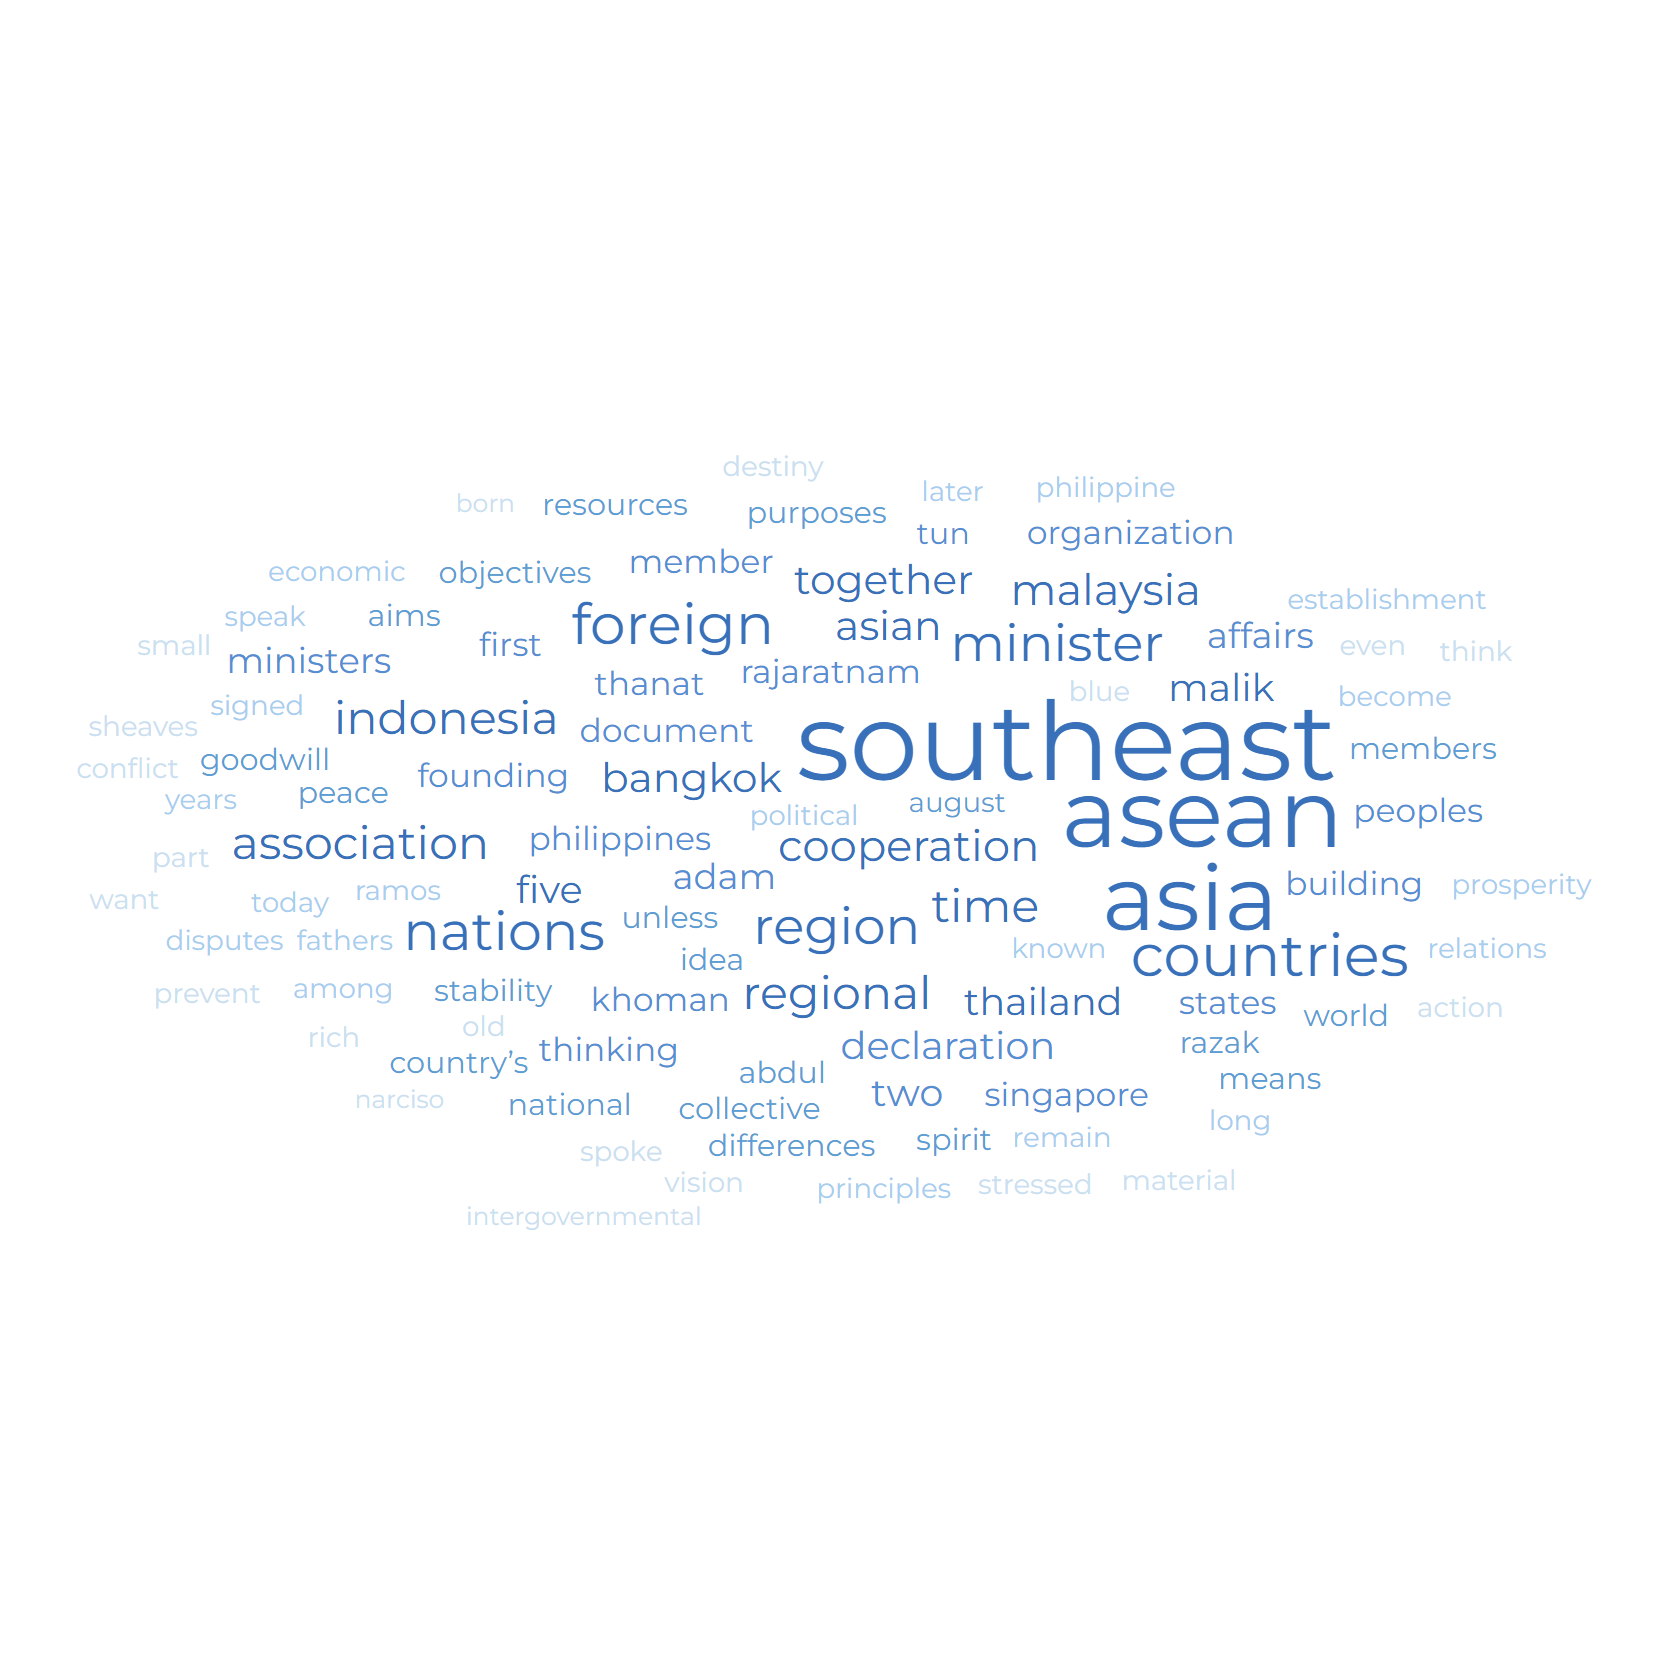 destiny
born resources purposes later philippine
tun organization
economic objectives member together malaysia establishment
speak aims foreign asian minister affairs
small ministers first even think
thanat rajaratnam blue malik become
sheaves signed indonesia document southeast members
conflict goodwill founding bangkok
years peace political august asean peoples
association philippines cooperation
part adam asia building prosperity
want today ramos five unless region time
disputes fathers nations idea known countries relations
prevent among stability khoman regional thailand states world action
rich old
country’s thinking declaration razak
narciso national abdul two singapore means
collective long
spoke differences spirit remain
vision principles stressed material
intergovernmental